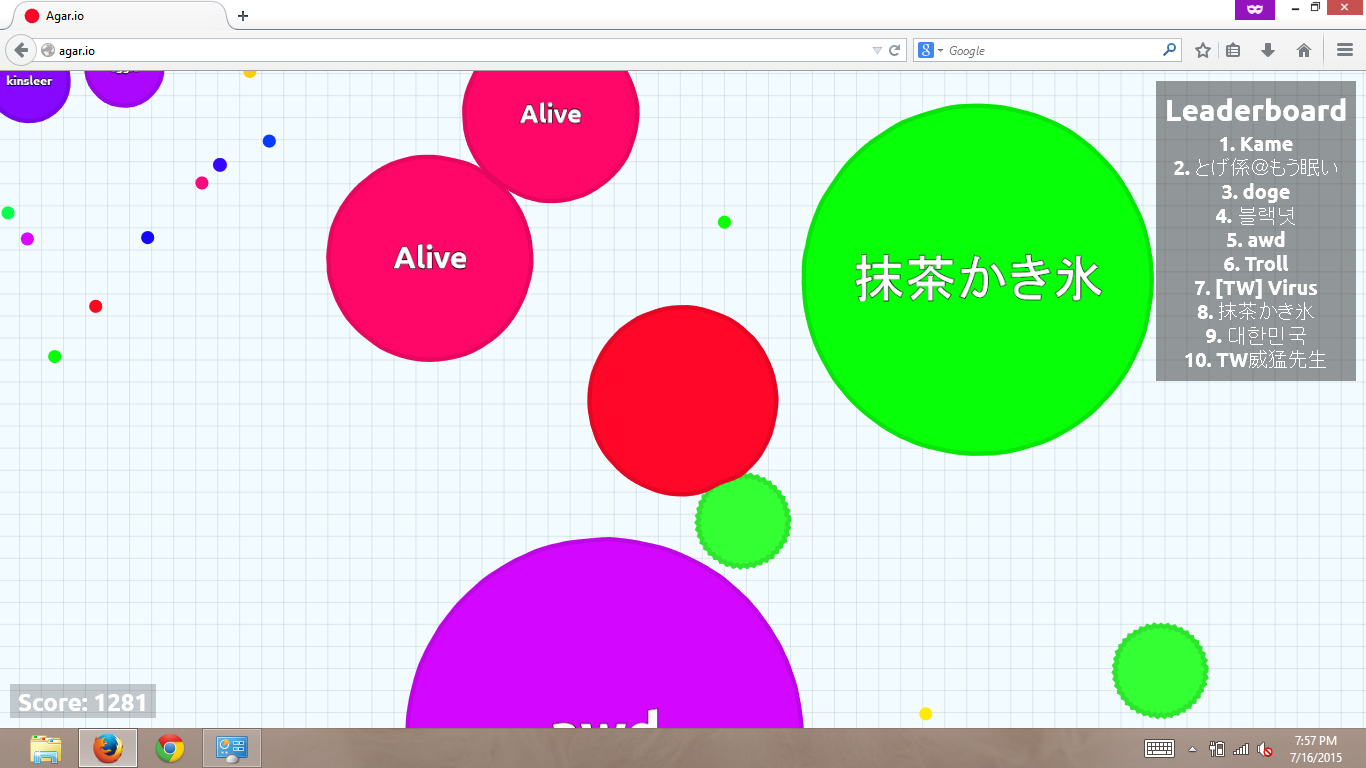 Agar.io
agar.io
Google
kinsleer
Alive
Alive
抹茶かき氷
awd
Leaderboard
1. Kame
2. とげ係@もう眠い
3. doge
4. 블랙넛
5. awd
6. Troll
7. [TW] Virus
8. 抹茶かき氷
9. 대한민국
10. TW威猛先生
Score: 1281
7:57 PM
7/16/2015